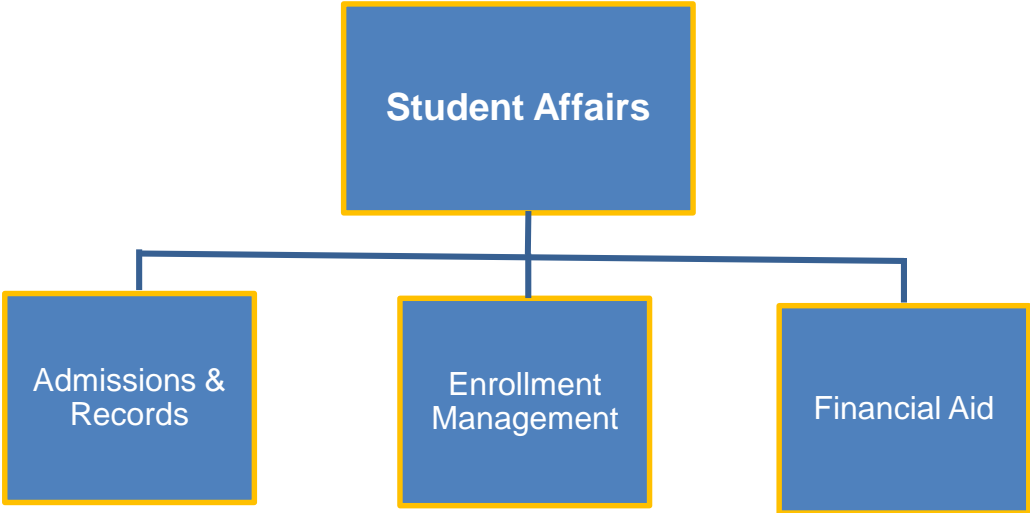 Student Affairs
Admissions &
Records
Enrollment
Management
Financial Aid